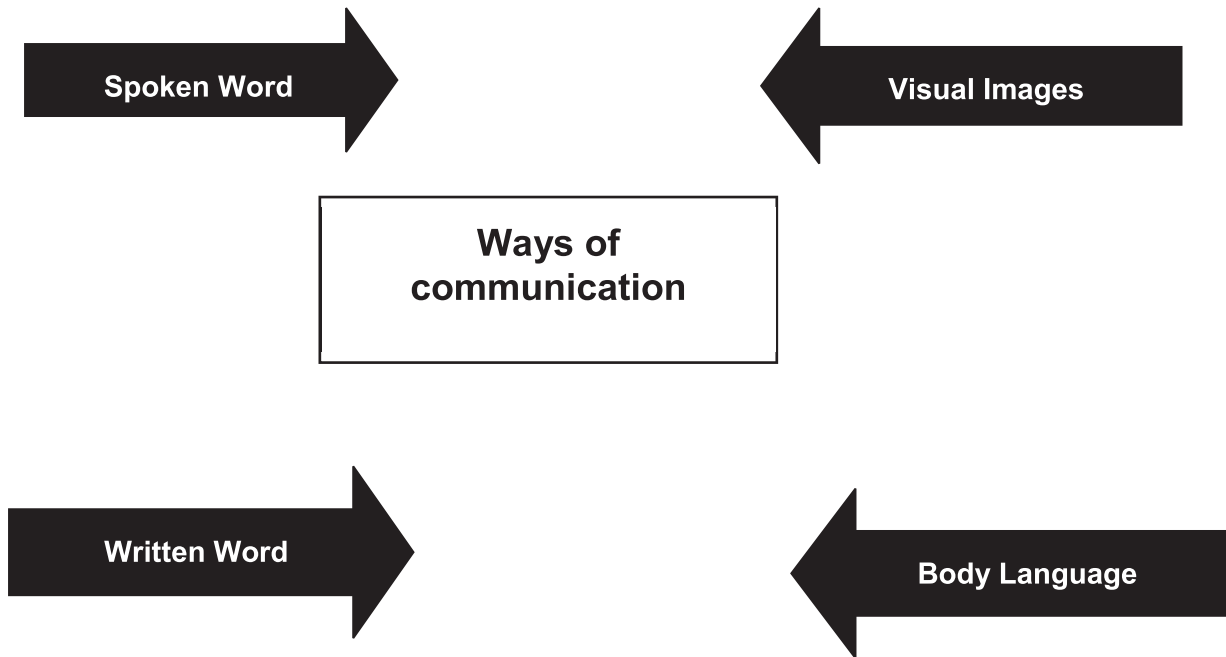 Spoken Word
Visual Images
Ways of
communication
Written Word
Body Language